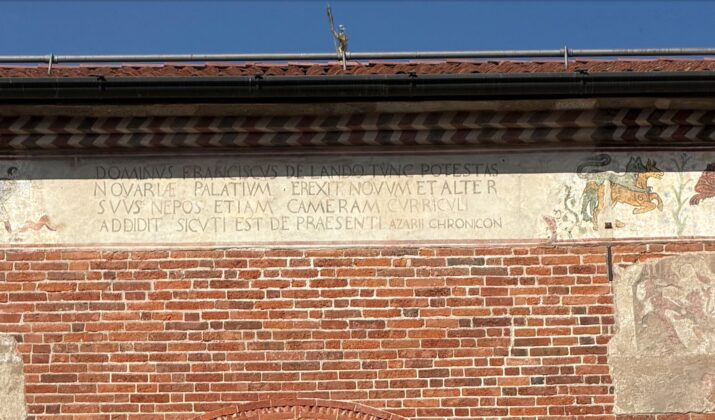 DOMINVS FRANCISCVS DE LANDO TVNC POTESTAS
NOVARIÆ PALATIVM EREXIT NOVVM ET ALTER
SVVS NEPOS ETIAM CAMERAM CVRRICVLI
ADDIDIT SICVTI EST DE PRAESENTI AZARII CHRONICON